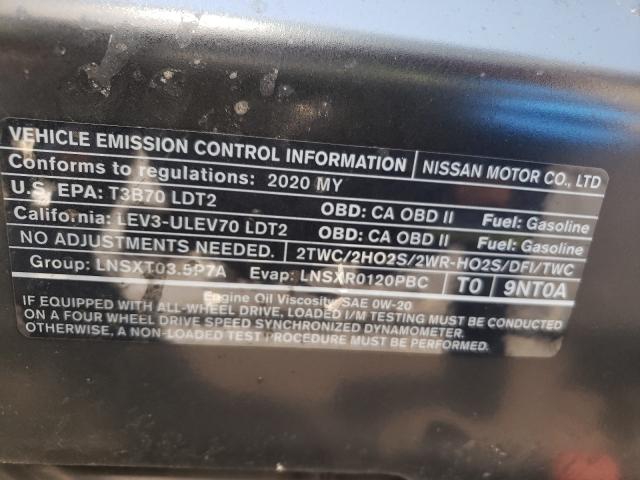 VEHICLE EMISSION CONTROL INFORMATION NISSAN MOTOR CO., LTD
Conforms to regulations: 2020 MY
U.S. EPA: T3B70 LDT2 OBD: CA OBD II Fuel: Gasoline
California: LEV3-ULEV70 LDT2 OBD: CA OBD II Fuel: Gasoline
NO ADJUSTMENTS NEEDED. 2TWC/2HO2S/2WR-HO2S/DFI/TWC
Group: LNSXT03.5P7A Evap: LNSXR0120PBC T0 9NT0A
Engine Oil Viscosity: SAE 0W-20
IF EQUIPPED WITH ALL-WHEEL DRIVE, LOADED I/M TESTING MUST BE CONDUCTED
ON A FOUR WHEEL DRIVE SPEED SYNCHRONIZED DYNAMOMETER.
OTHERWISE, A NON-LOADED TEST PROCEDURE MUST BE PERFORMED.